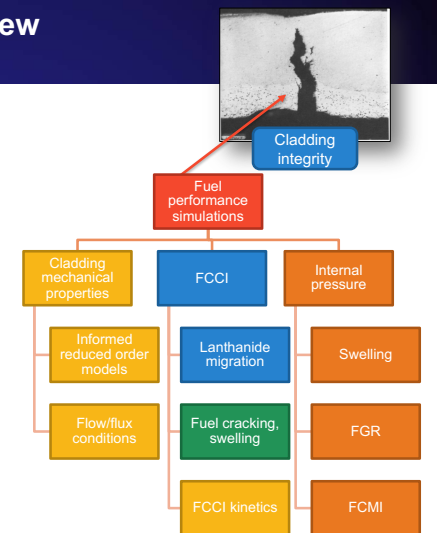 ew
Cladding
integrity
Fuel
performance
simulations
Cladding
mechanical
properties
FCCI
Internal
pressure
Informed
reduced order
models
Lanthanide
migration
Swelling
Flow/flux
conditions
Fuel cracking,
swelling
FGR
FCCI kinetics
FCMI